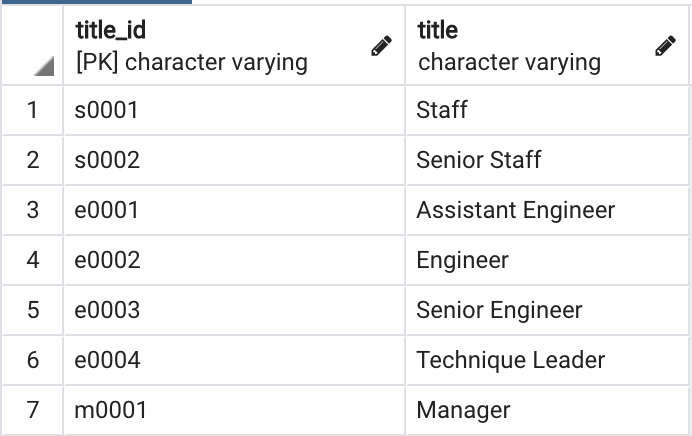 title_id title
[PK] character varying character varying
1 s0001 Staff
2 s0002 Senior Staff
3 e0001 Assistant Engineer
4 e0002 Engineer
5 e0003 Senior Engineer
6 e0004 Technique Leader
7 m0001 Manager